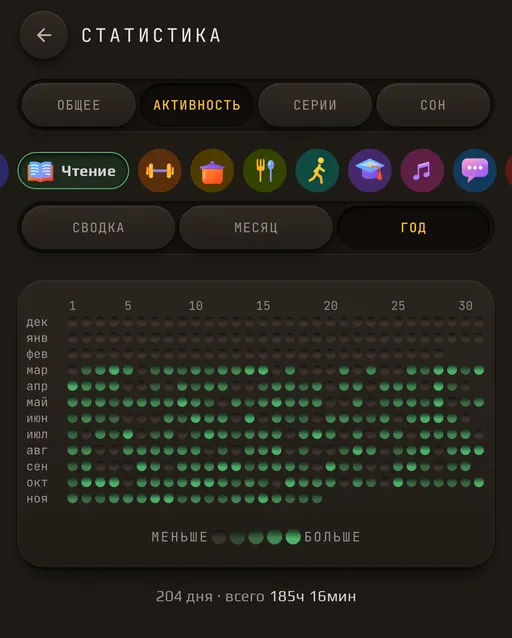 СТАТИСТИКА
ОБЩЕЕ АКТИВНОСТЬ СЕРИИ СОН
Чтение
СВОДКА МЕСЯЦ ГОД
1 5 10 15 20 25 30
дек
янв
фев
мар
апр
май
июн
июл
авг
сен
окт
ноя
МЕНЬШЕ БОЛЬШЕ
204 дня · всего 185ч 16мин